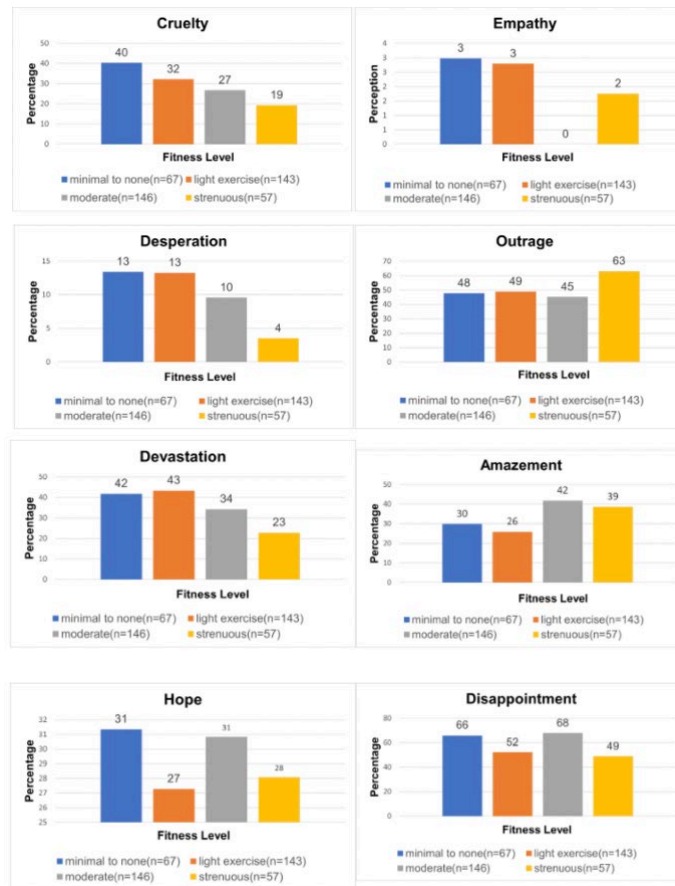 Cruelty
Percentage
50
40
30
20
10
0
40
32
27
19
Fitness Level
minimal to none(n=67) light exercise(n=143)
moderate(n=146) strenuous(n=57)
Empathy
Perception
4
3
3
2
2
1
1
0
3
3
0
2
Fitness Level
minimal to none(n=67) light exercise(n=143)
moderate(n=146) strenuous(n=57)
Desperation
Percentage
15
10
5
0
13
13
10
4
Fitness Level
minimal to none(n=67) light exercise(n=143)
moderate(n=146) strenuous(n=57)
Outrage
Percentage
70
60
50
40
30
20
10
0
48
49
45
63
Fitness Level
minimal to none(n=67) light exercise(n=143)
moderate(n=146) strenuous(n=57)
Devastation
Percentage
50
40
30
20
10
0
42
43
34
23
Fitness Level
minimal to none(n=67) light exercise(n=143)
moderate(n=146) strenuous(n=57)
Amazement
Percentage
50
40
30
20
10
0
30
26
42
39
Fitness Level
minimal to none(n=67) light exercise(n=143)
moderate(n=146) strenuous(n=57)
Hope
Percentage
32
31
30
29
28
27
26
25
31
27
31
28
Fitness Level
minimal to none(n=67) light exercise(n=143)
moderate(n=146) strenuous(n=57)
Disappointment
Percentage
80
60
40
20
0
66
52
68
49
Fitness Level
minimal to none(n=67) light exercise(n=143)
moderate(n=146) strenuous(n=57)